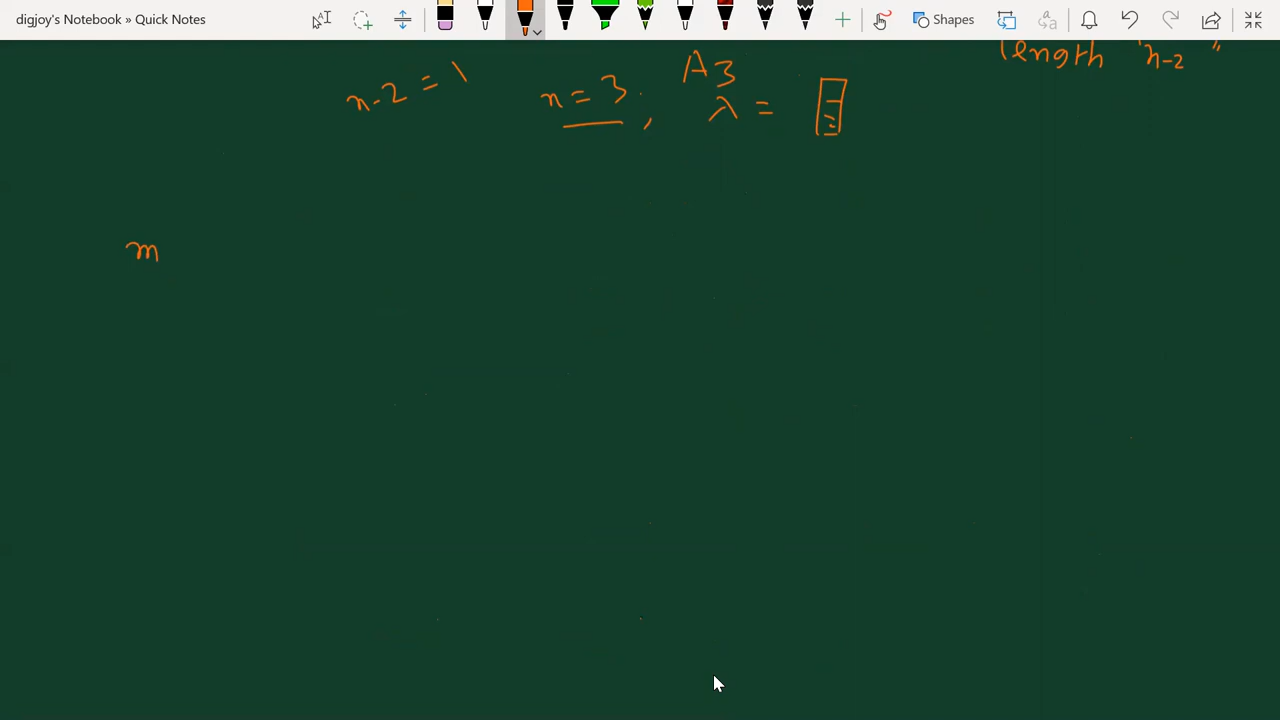 digjoy's Notebook » Quick Notes
Shapes
length "n-2"
n-2 = 1 n = 3, A3
λ =
m